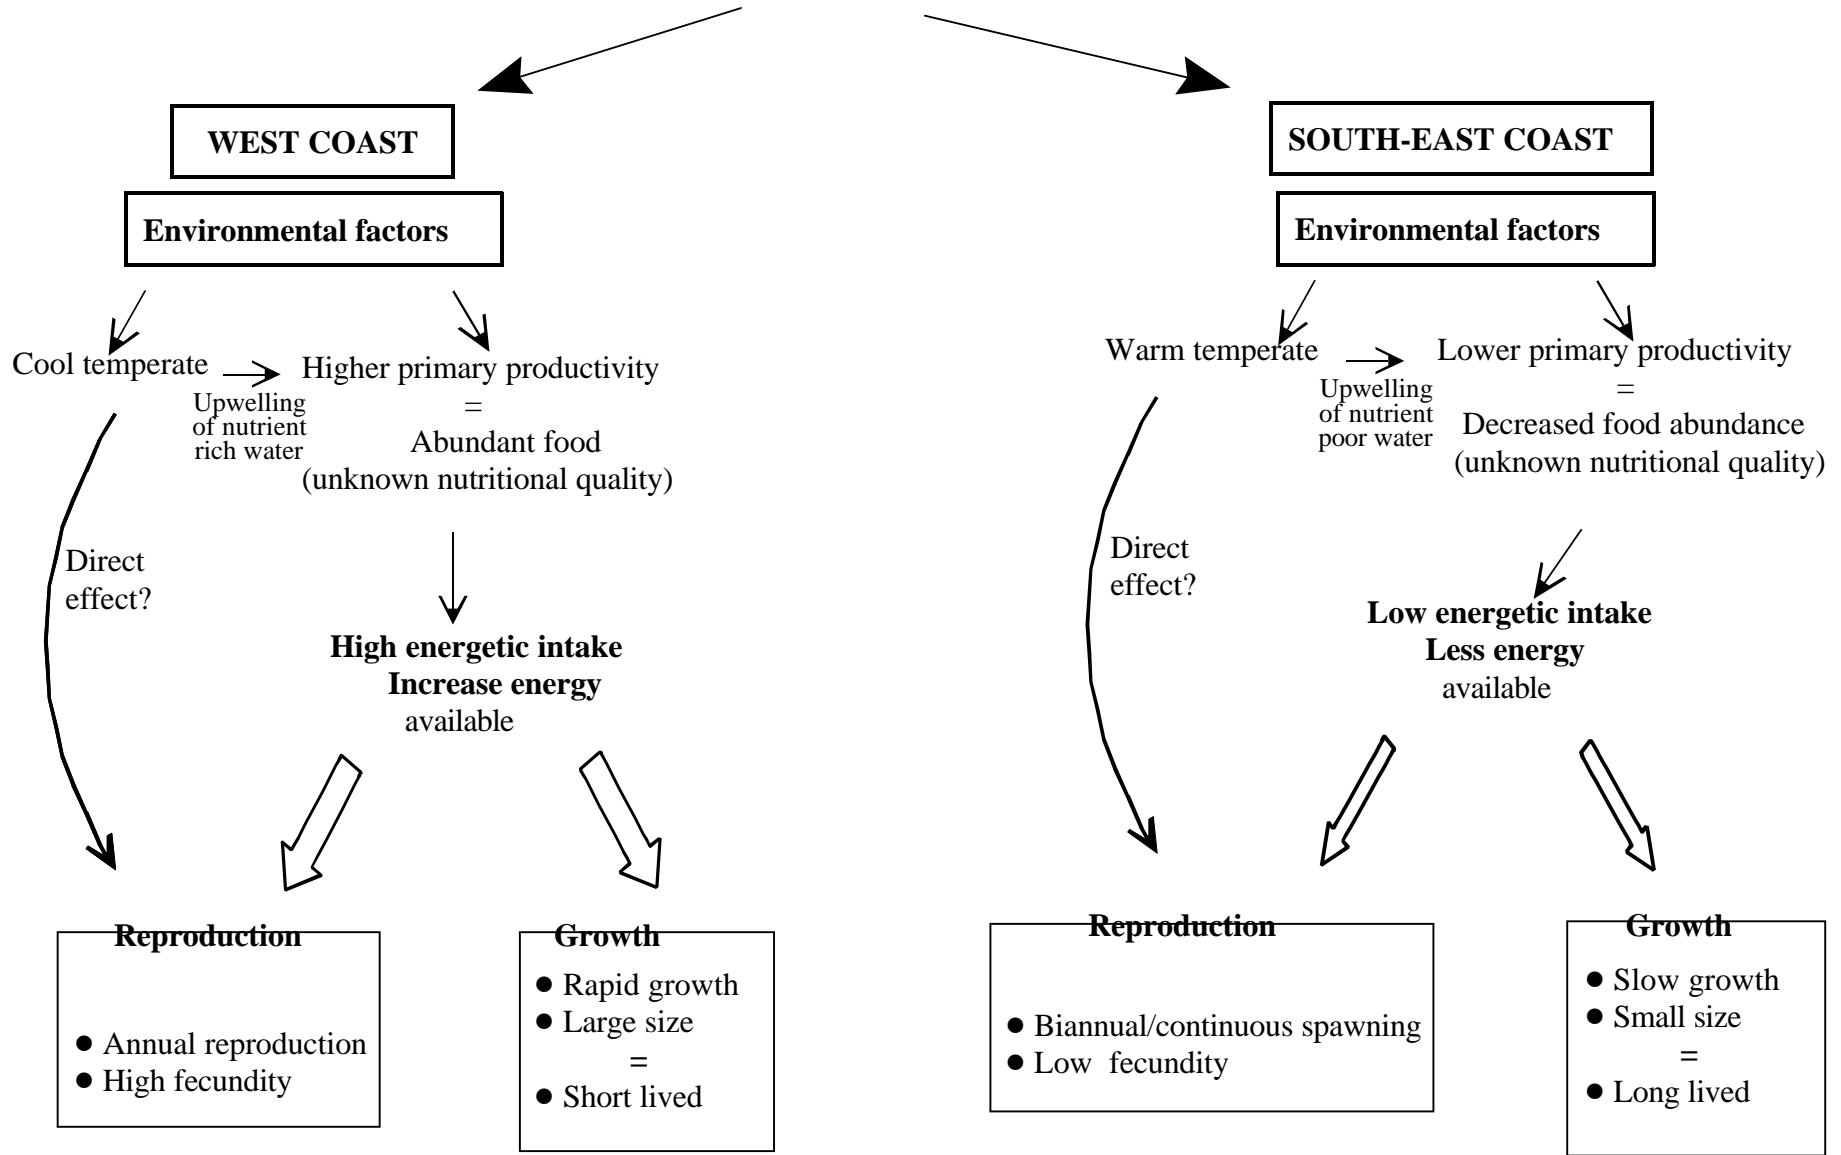 WEST COAST
Environmental factors
Cool temperate
Upwelling
of nutrient
rich water
Higher primary productivity
=
Abundant food
(unknown nutritional quality)
Direct
effect?
High energetic intake
Increase energy
available
Reproduction
● Annual reproduction
● High fecundity
Growth
● Rapid growth
● Large size
=
● Short lived
SOUTH-EAST COAST
Environmental factors
Warm temperate
Upwelling
of nutrient
poor water
Lower primary productivity
=
Decreased food abundance
(unknown nutritional quality)
Direct
effect?
Low energetic intake
Less energy
available
Reproduction
● Biannual/continuous spawning
● Low fecundity
Growth
● Slow growth
● Small size
=
● Long lived